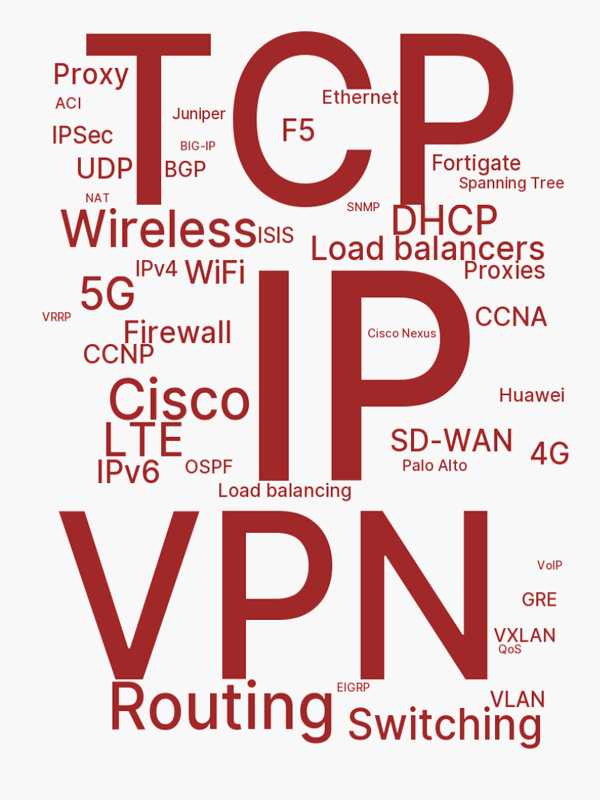 TCP
Proxy
Ethernet
ACI
Juniper
F5
IPSec
BIG-IP
UDP
BGP
Fortigate
Spanning Tree
NAT
SNMP
DHCP
Wireless
ISIS
Load balancers
IPv4
WiFi
Proxies
5G
VRRP
CCNA
Firewall
Cisco Nexus
CCNP
IP
Cisco
Huawei
LTE
SD-WAN
4G
IPv6
OSPF
Palo Alto
Load balancing
VPN
VoIP
GRE
VXLAN
QoS
EIGRP
Routing
VLAN
Switching